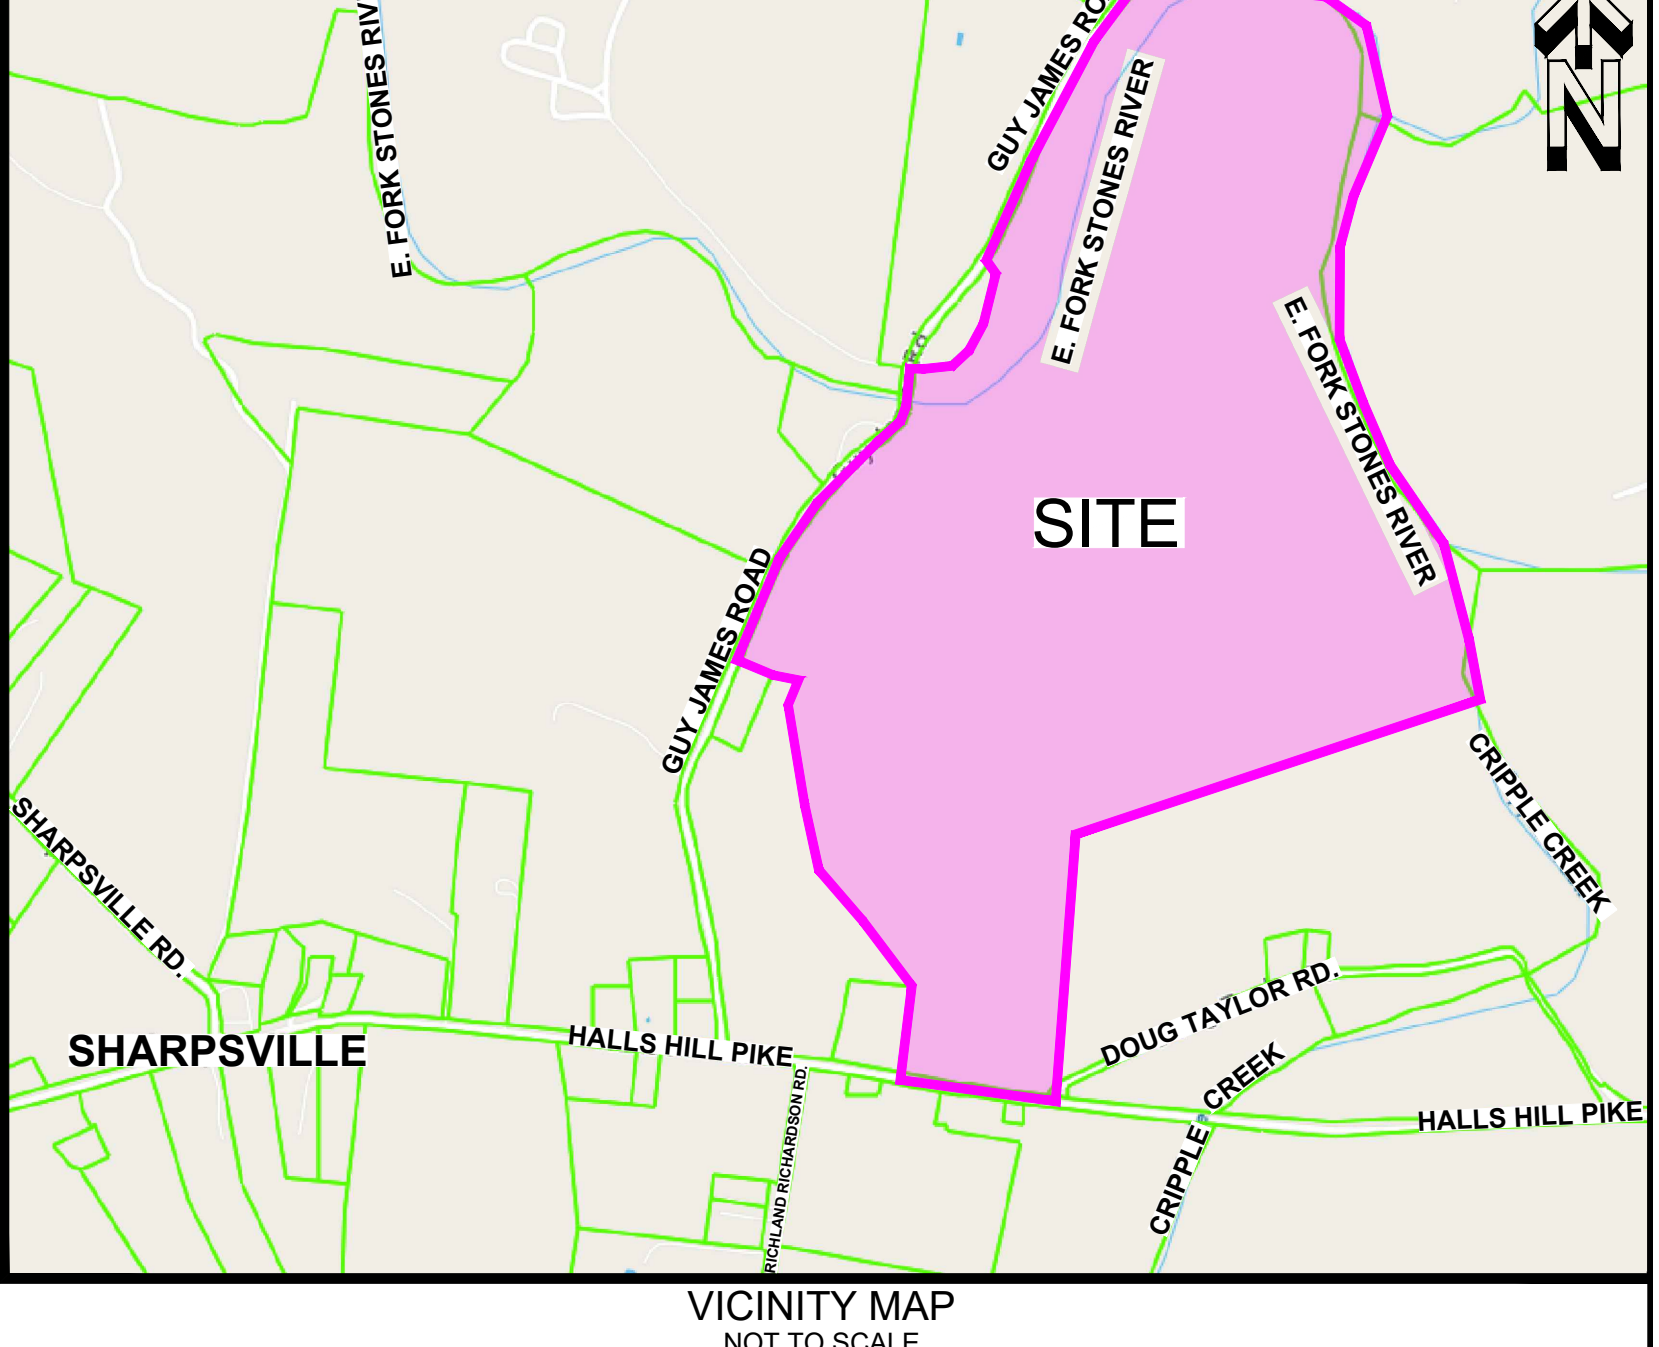 E. FORK STONES RIV
GUY JAMES RO
N
E. FORK STONES RIVER
Rd
E. FORK STONES RIVER
SITE
GUY JAMES ROAD
CRIPPLE CREEK
SHARPSVILLE RD.
DOUG TAYLOR RD.
SHARPSVILLE
HALLS HILL PIKE
CRIPPLE CREEK
HALLS HILL PIKE
RICHLAND RICHARDSON RD.
VICINITY MAP
NOT TO SCALE